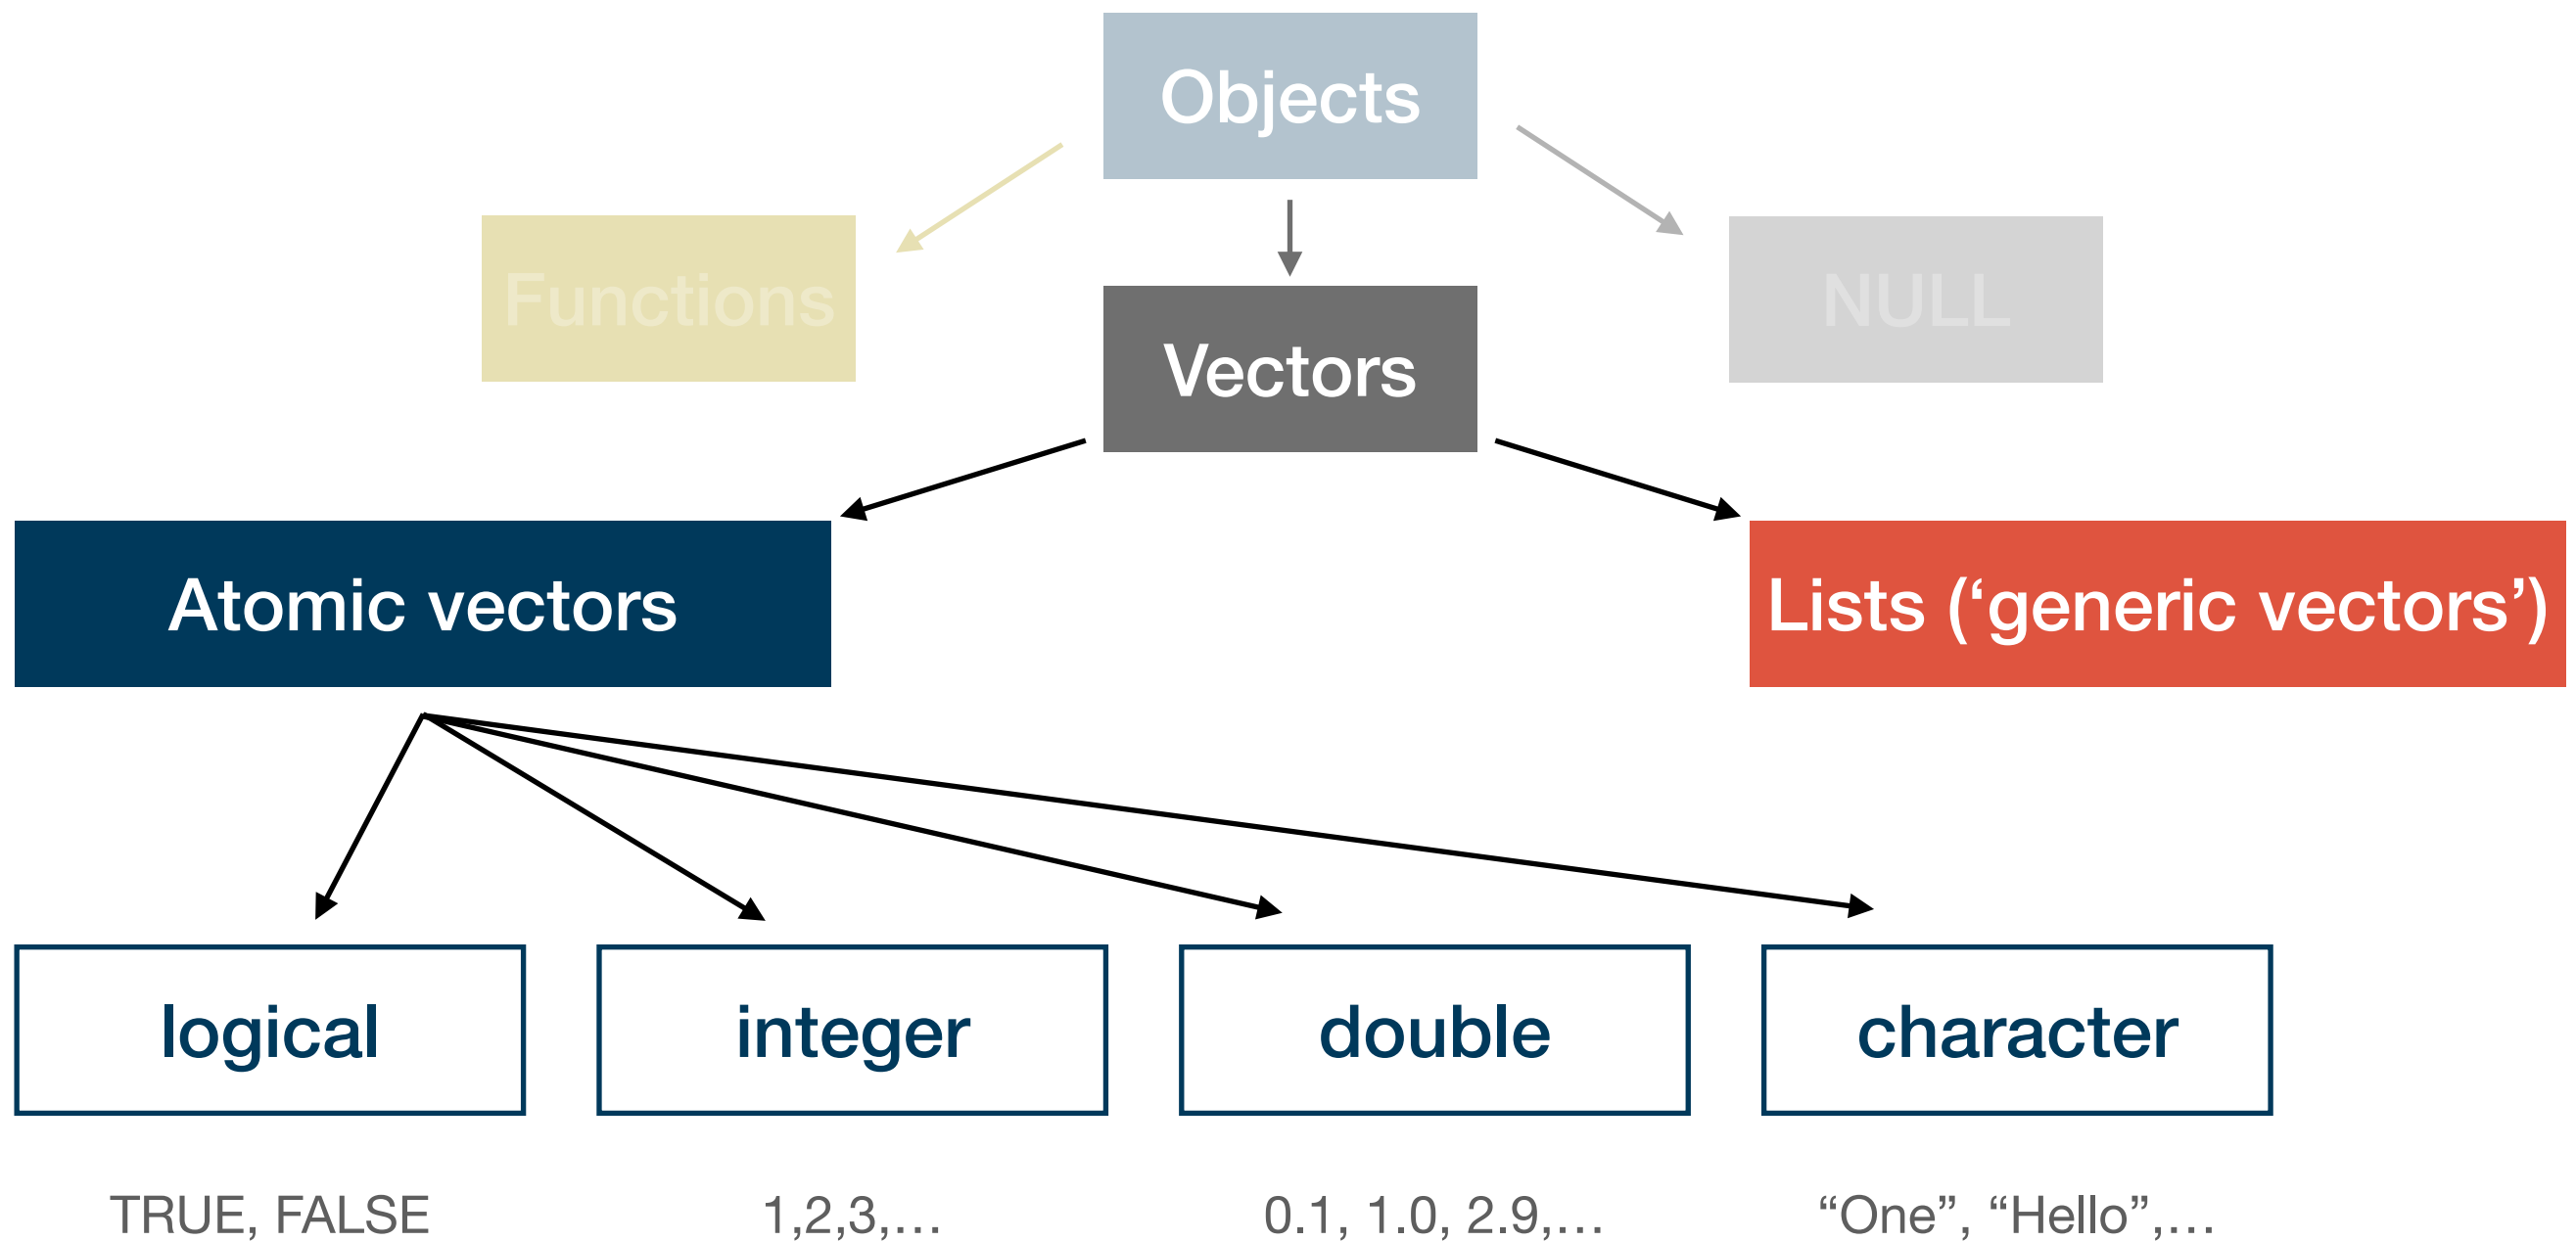 Objects
Functions
NULL
Vectors
Atomic vectors
Lists (‘generic vectors’)
logical
integer
double
character
TRUE, FALSE
1,2,3,…
0.1, 1.0, 2.9,…
“One”, “Hello”,…